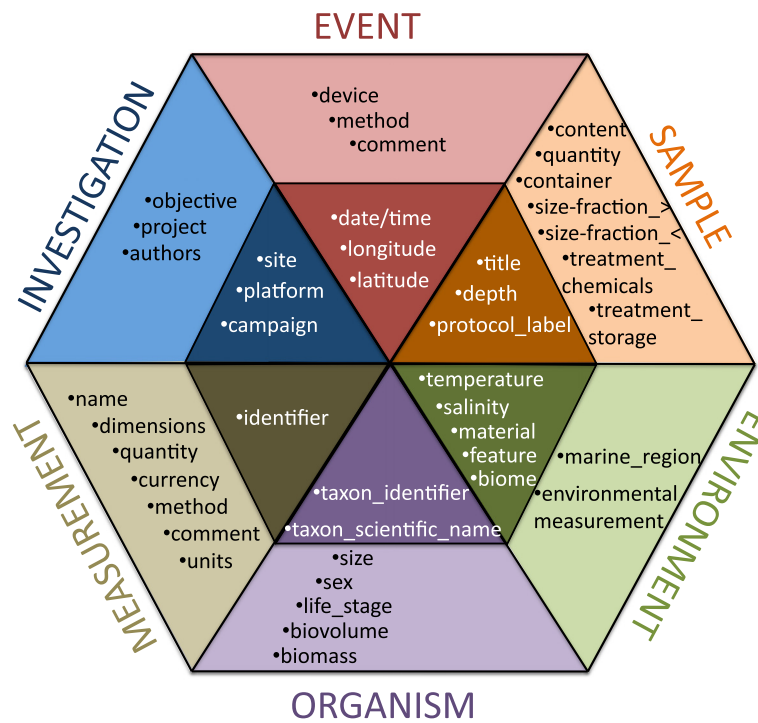 EVENT
•device
•method
•comment
•date/time
•longitude
•latitude
SAMPLE
•content
•quantity
•container
•size-fraction_>
•size-fraction_<
•treatment_
chemicals
•treatment_
storage
•title
•depth
•protocol_label
ENVIRONMENT
•temperature
•salinity
•material
•feature
•biome
•marine_region
•environmental
measurement
ORGANISM
•taxon_identifier
•taxon_scientific_name
•size
•sex
•life_stage
•biovolume
•biomass
MEASUREMENT
•name
•dimensions
•quantity
•currency
•method
•comment
•units
•identifier
INVESTIGATION
•objective
•project
•authors
•site
•platform
•campaign